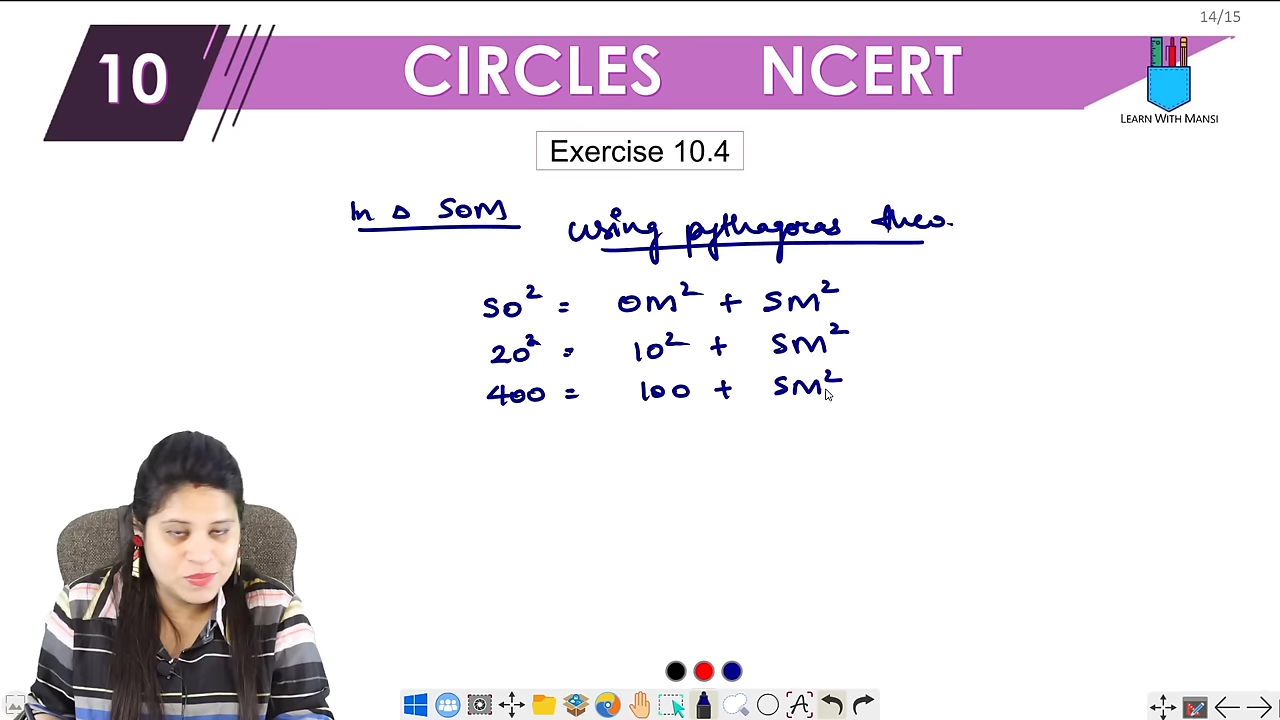 14/15
10 CIRCLES NCERT
LEARN WITH MANSI
Exercise 10.4
In Δ SOM using pythagoras theo.
SO² = OM² + SM²
20² = 10² + SM²
400 = 100 + SM²